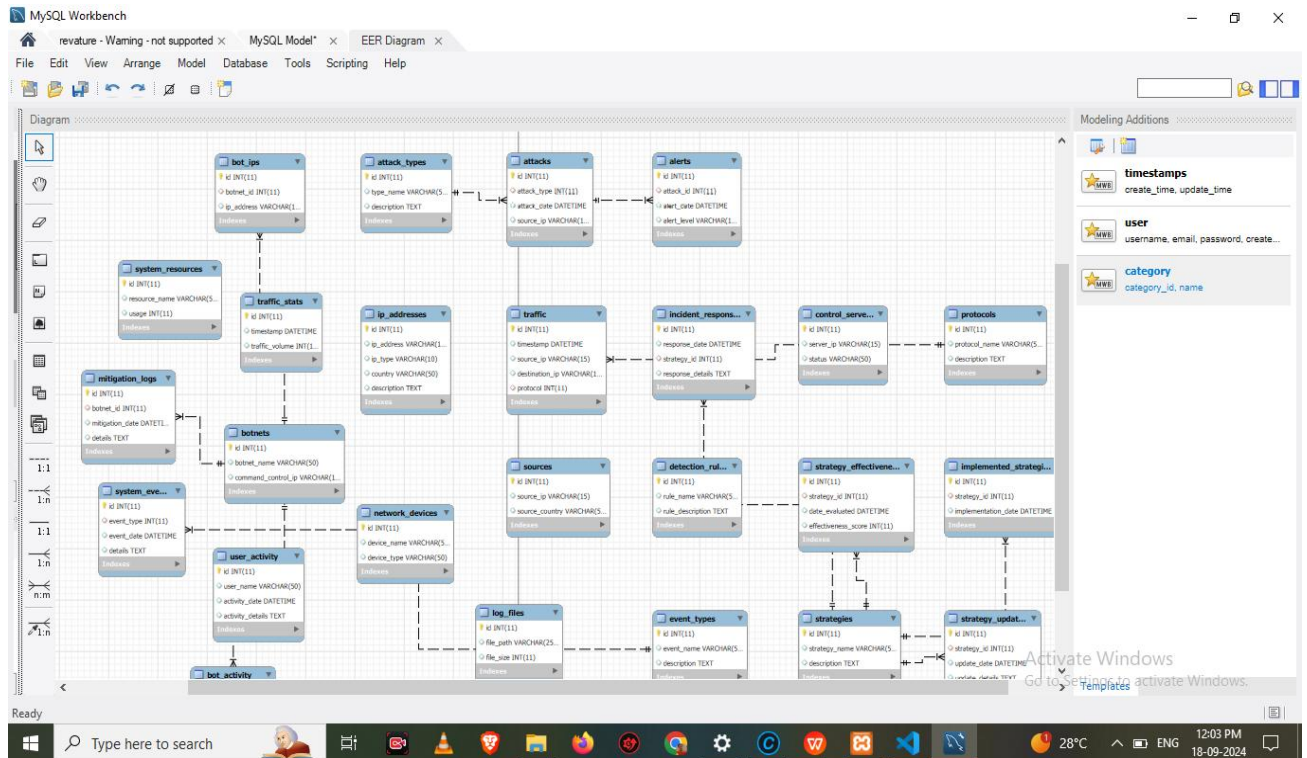 MySQL Workbench
revature - Warning - not supported
MySQL Model*
EER Diagram
File Edit View Arrange Model Database Tools Scripting Help
Diagram
bot_ips
id INT(11)
botnet_id INT(11)
ip_address VARCHAR(1...
Indexes
attack_types
id INT(11)
type_name VARCHAR(5...
description TEXT
Indexes
attacks
id INT(11)
attack_type INT(11)
attack_date DATETIME
source_ip VARCHAR(1...
Indexes
alerts
id INT(11)
attack_id INT(11)
alert_date DATETIME
alert_level VARCHAR(1...
Indexes
system_resources
id INT(11)
resource_name VARCHAR(5...
usage INT(11)
Indexes
traffic_stats
id INT(11)
timestamp DATETIME
traffic_volume INT(1...
Indexes
ip_addresses
id INT(11)
ip_address VARCHAR(1...
ip_type VARCHAR(10)
country VARCHAR(50)
description TEXT
Indexes
traffic
id INT(11)
timestamp DATETIME
source_ip VARCHAR(15)
destination_ip VARCHAR(1...
protocol INT(11)
Indexes
incident_respons...
id INT(11)
response_date DATETIME
strategy_id INT(11)
response_details TEXT
Indexes
control_serve...
id INT(11)
server_ip VARCHAR(15)
status VARCHAR(50)
Indexes
protocols
id INT(11)
protocol_name VARCHAR(5...
description TEXT
Indexes
mitigation_logs
id INT(11)
botnet_id INT(11)
mitigation_date DATETI...
details TEXT
Indexes
botnets
id INT(11)
botnet_name VARCHAR(50)
command_control_ip VARCHAR(1...
Indexes
sources
id INT(11)
source_ip VARCHAR(15)
source_country VARCHAR(5...
Indexes
detection_rul...
id INT(11)
rule_name VARCHAR(5...
rule_description TEXT
Indexes
strategy_effectivene...
id INT(11)
strategy_id INT(11)
date_evaluated DATETIME
effectiveness_score INT(11)
Indexes
implemented_strategi...
id INT(11)
strategy_id INT(11)
implementation_date DATETIME
Indexes
system_eve...
id INT(11)
event_type INT(11)
event_date DATETIME
details TEXT
Indexes
network_devices
id INT(11)
device_name VARCHAR(5...
device_type VARCHAR(50)
Indexes
user_activity
id INT(11)
user_name VARCHAR(50)
activity_date DATETIME
activity_details TEXT
Indexes
log_files
id INT(11)
file_path VARCHAR(25...
file_size INT(11)
Indexes
event_types
id INT(11)
event_name VARCHAR(5...
description TEXT
Indexes
strategies
id INT(11)
strategy_name VARCHAR(5...
description TEXT
Indexes
strategy_updat...
id INT(11)
strategy_id INT(11)
update_date DATETIME
update_details TEXT
bot_activity
1:1
1:n
1:1
1:n
n:m
1:n
Modeling Additions
timestamps
create_time, update_time
user
username, email, password, create...
category
category_id, name
Templates
Activate Windows
Go to Settings to activate Windows.
Ready
Type here to search
28°C
ENG
12:03 PM
18-09-2024